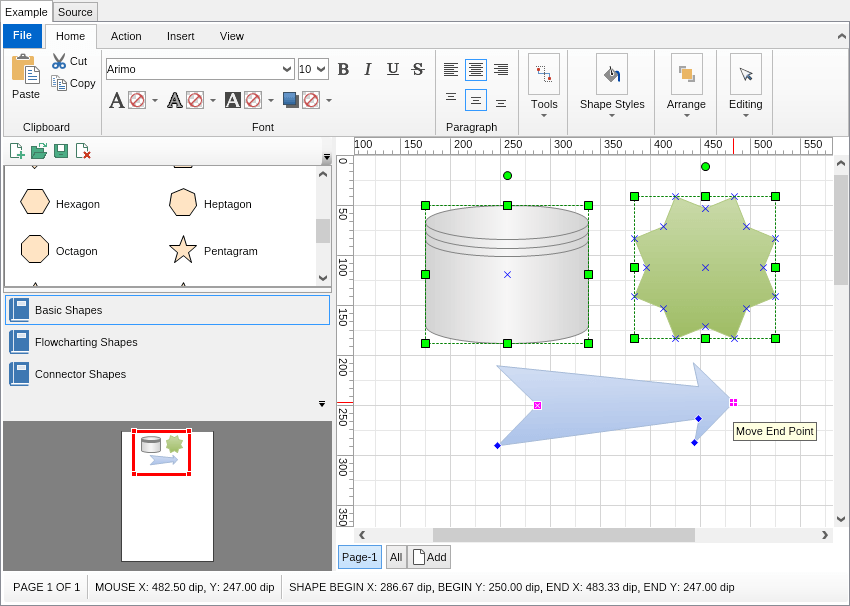 Example Source
File Home Action Insert View
Paste Cut Copy
Clipboard
Arimo 10 B I U S
A A A
Font
Paragraph
Tools Shape Styles Arrange Editing
Hexagon Heptagon
Octagon Pentagram
Basic Shapes
Flowcharting Shapes
Connector Shapes
100 150 200 250 300 350 400 450 500 550
0
50
100
150
200
250
300
350
Move End Point
Page-1 All Add
PAGE 1 OF 1 MOUSE X: 482.50 dip, Y: 247.00 dip SHAPE BEGIN X: 286.67 dip, BEGIN Y: 250.00 dip, END X: 483.33 dip, END Y: 247.00 dip